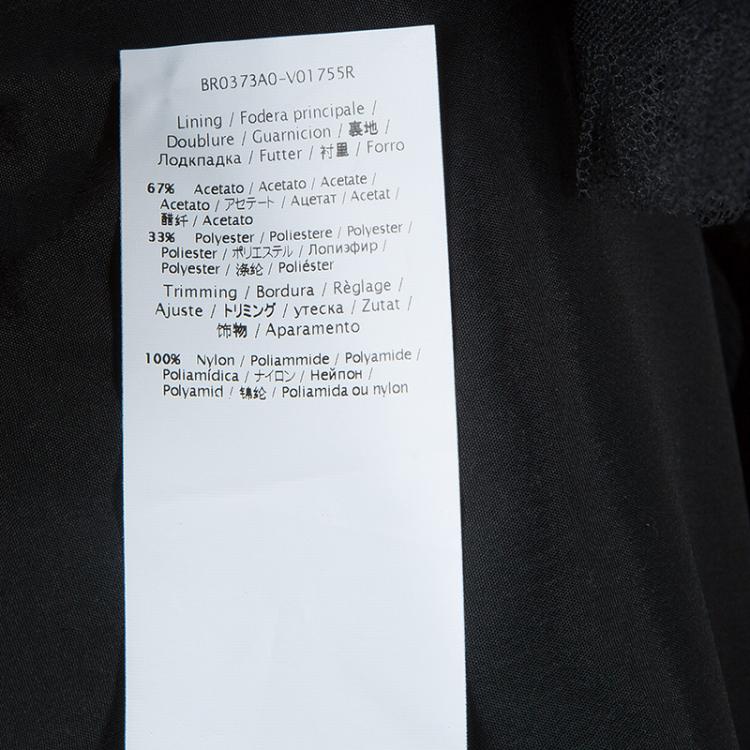 BR0373A0-V01755R
Lining / Fodera principale /
Doublure / Guarnicion / 裏地 /
Лодкпадка / Futter / 衬里 / Forro
67% Acetato / Acetato / Acetate /
Acetato / アセテート / Ацетат / Acetat /
醋纤 / Acetato
33% Polyester / Poliestere / Polyester /
Poliester / ポリエステル / Лопиэфир /
Polyester / 涤纶 / Poliéster
Trimming / Bordura / Règlage /
Ajuste / トリミング / утеска / Zutat /
饰物 / Aparamento
100% Nylon / Poliammide / Polyamide /
Poliamídica / ナイロン / Нейпон /
Polyamid / 锦纶 / Poliamida ou nylon